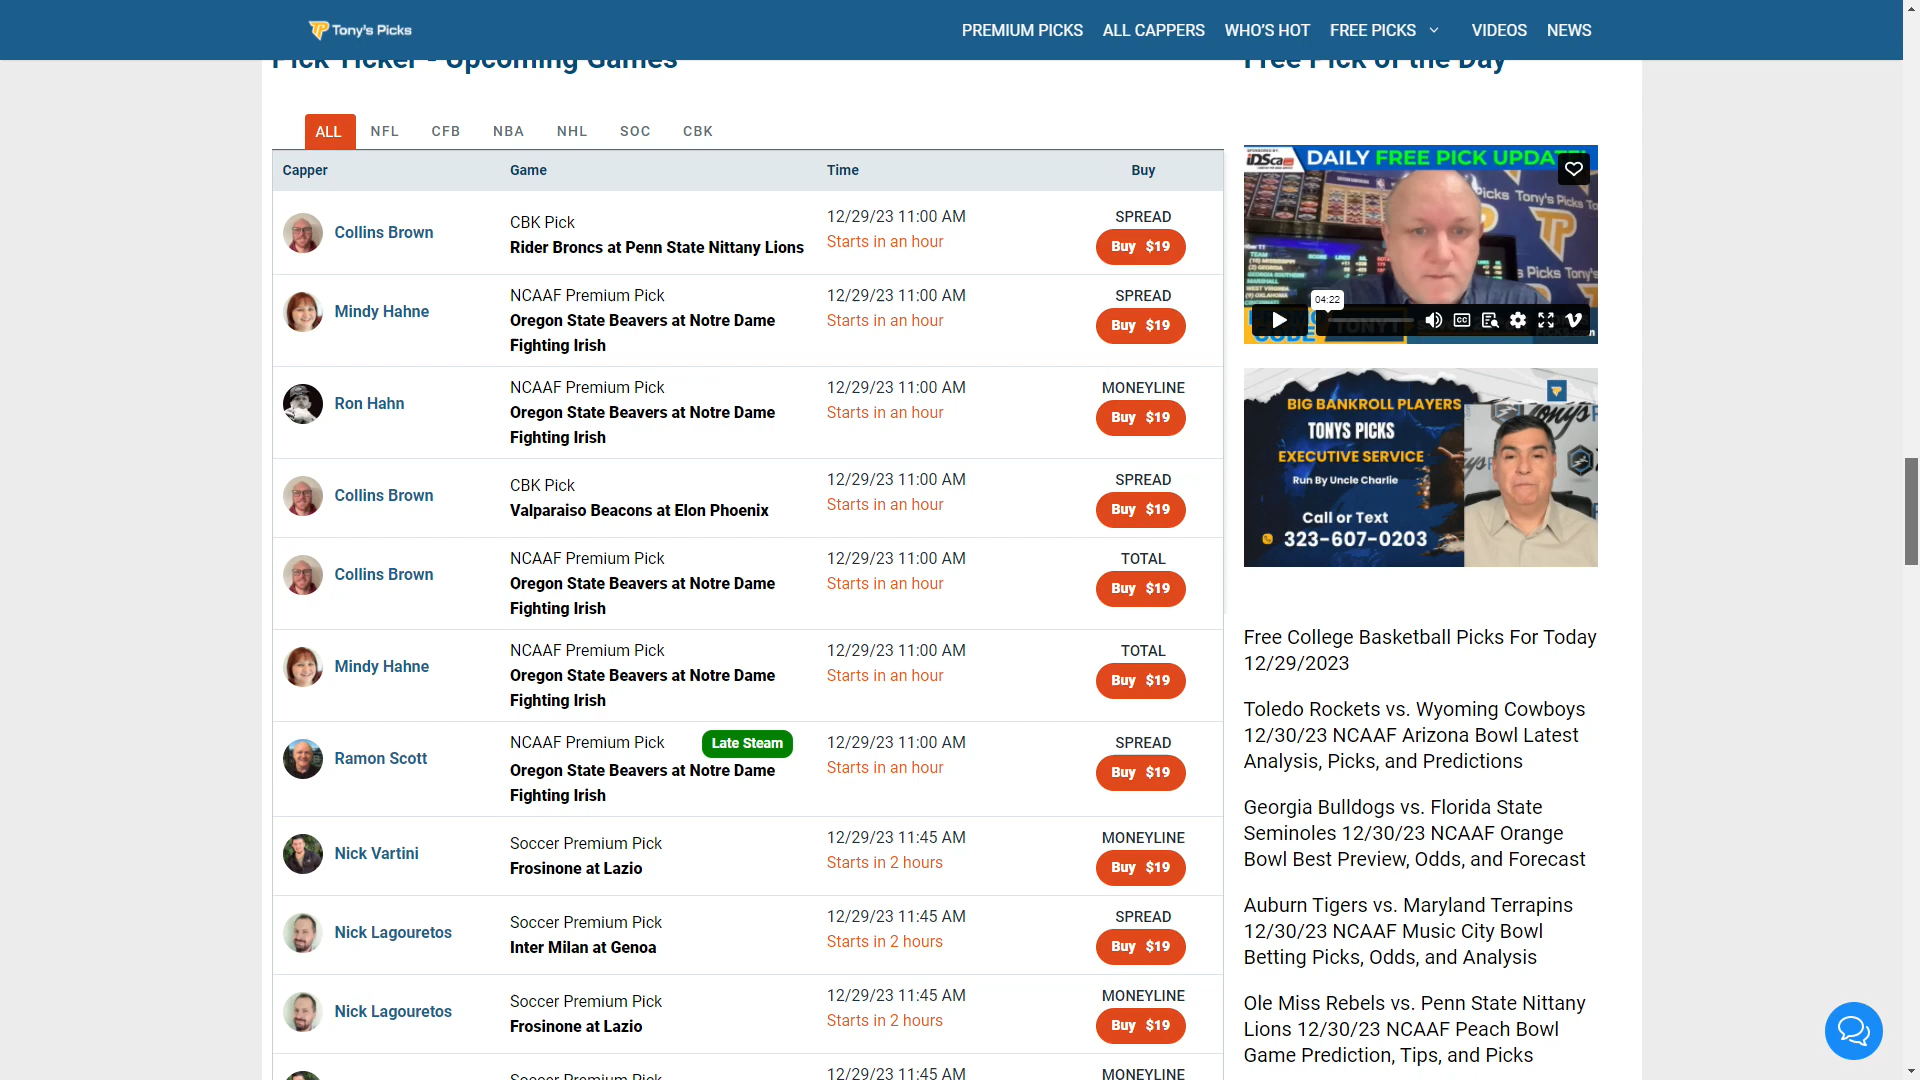 Tony's Picks
PREMIUM PICKS
ALL CAPPERS
WHO'S HOT
FREE PICKS
VIDEOS
NEWS
Pick Ticker - Upcoming Games
ALL
NFL
CFB
NBA
NHL
SOC
CBK
Capper
Game
Time
Buy
Collins Brown
CBK Pick
Rider Broncs at Penn State Nittany Lions
12/29/23 11:00 AM
Starts in an hour
SPREAD
Buy $19
Mindy Hahne
NCAAF Premium Pick
Oregon State Beavers at Notre Dame
Fighting Irish
12/29/23 11:00 AM
Starts in an hour
SPREAD
Buy $19
Ron Hahn
NCAAF Premium Pick
Oregon State Beavers at Notre Dame
Fighting Irish
12/29/23 11:00 AM
Starts in an hour
MONEYLINE
Buy $19
Collins Brown
CBK Pick
Valparaiso Beacons at Elon Phoenix
12/29/23 11:00 AM
Starts in an hour
SPREAD
Buy $19
Collins Brown
NCAAF Premium Pick
Oregon State Beavers at Notre Dame
Fighting Irish
12/29/23 11:00 AM
Starts in an hour
TOTAL
Buy $19
Mindy Hahne
NCAAF Premium Pick
Oregon State Beavers at Notre Dame
Fighting Irish
12/29/23 11:00 AM
Starts in an hour
TOTAL
Buy $19
Ramon Scott
NCAAF Premium Pick
Late Steam
Oregon State Beavers at Notre Dame
Fighting Irish
12/29/23 11:00 AM
Starts in an hour
SPREAD
Buy $19
Nick Vartini
Soccer Premium Pick
Frosinone at Lazio
12/29/23 11:45 AM
Starts in 2 hours
MONEYLINE
Buy $19
Nick Lagouretos
Soccer Premium Pick
Inter Milan at Genoa
12/29/23 11:45 AM
Starts in 2 hours
SPREAD
Buy $19
Nick Lagouretos
Soccer Premium Pick
Frosinone at Lazio
12/29/23 11:45 AM
Starts in 2 hours
MONEYLINE
Buy $19
Soccer Premium Pick
12/29/23 11:45 AM
MONEYLINE
Free Pick of the Day
DAILY FREE PICK UPDATE!
04:22
CC
BIG BANKROLL PLAYERS
TONYS PICKS
EXECUTIVE SERVICE
Run By Uncle Charlie
Call or Text
323-607-0203
Free College Basketball Picks For Today
12/29/2023
Toledo Rockets vs. Wyoming Cowboys
12/30/23 NCAAF Arizona Bowl Latest
Analysis, Picks, and Predictions
Georgia Bulldogs vs. Florida State
Seminoles 12/30/23 NCAAF Orange
Bowl Best Preview, Odds, and Forecast
Auburn Tigers vs. Maryland Terrapins
12/30/23 NCAAF Music City Bowl
Betting Picks, Odds, and Analysis
Ole Miss Rebels vs. Penn State Nittany
Lions 12/30/23 NCAAF Peach Bowl
Game Prediction, Tips, and Picks